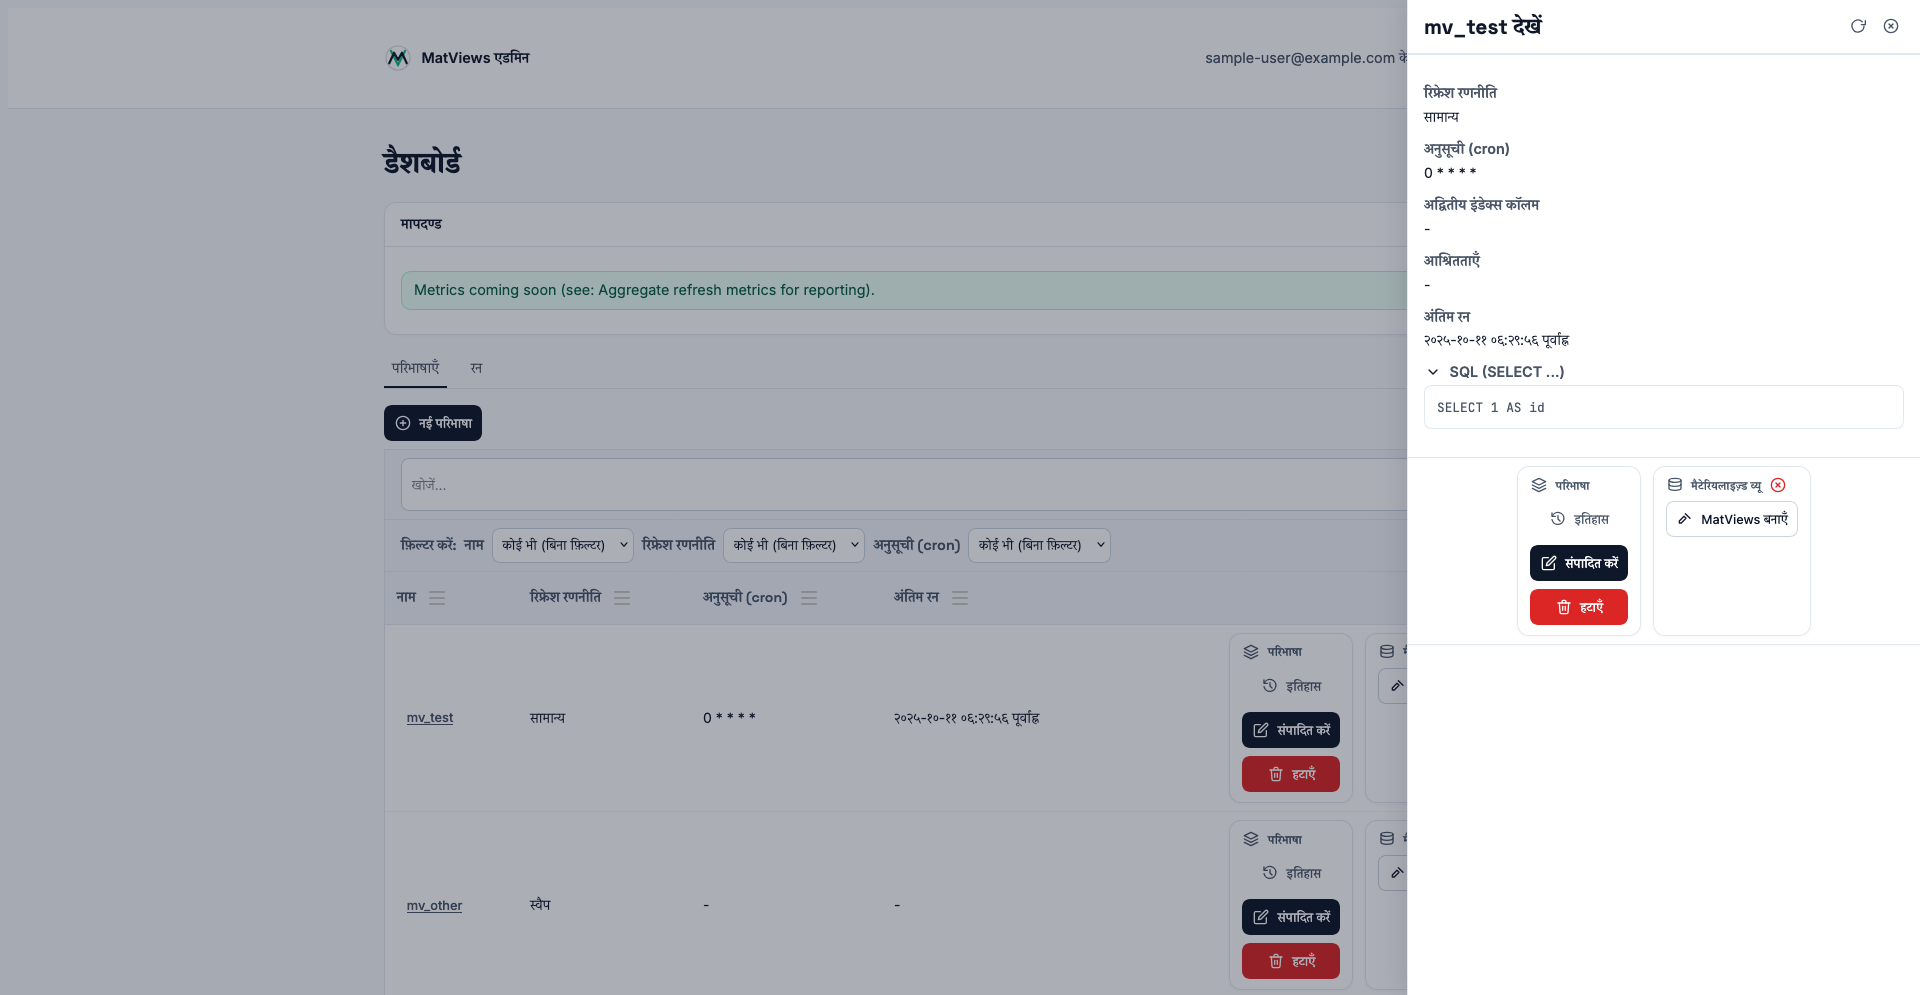 MatViews एडमिन
sample-user@example.com के
डैशबोर्ड
मापदण्ड
Metrics coming soon (see: Aggregate refresh metrics for reporting).
परिभाषाएँ रन
नई परिभाषा
खोजें...
फ़िल्टर करें: नाम कोई भी (बिना फ़िल्टर) रिफ्रेश रणनीति कोई भी (बिना फ़िल्टर) अनुसूची (cron) कोई भी (बिना फ़िल्टर)
नाम रिफ्रेश रणनीति अनुसूची (cron) अंतिम रन
परिभाषा
इतिहास
mv_test सामान्य 0 * * * * २०२५-१०-११ ०६:२९:५६ पूर्वाह्न
संपादित करें
हटाएँ
परिभाषा
इतिहास
mv_other स्वैप - -
संपादित करें
हटाएँ
mv_test देखें
रिफ्रेश रणनीति
सामान्य
अनुसूची (cron)
0 * * * *
अद्वितीय इंडेक्स कॉलम
-
आश्रितताएँ
-
अंतिम रन
२०२५-१०-११ ०६:२९:५६ पूर्वाह्न
SQL (SELECT …)
SELECT 1 AS id
परिभाषा
इतिहास
संपादित करें
हटाएँ
मैटेरियलाइज़्ड व्यू
MatViews बनाएँ